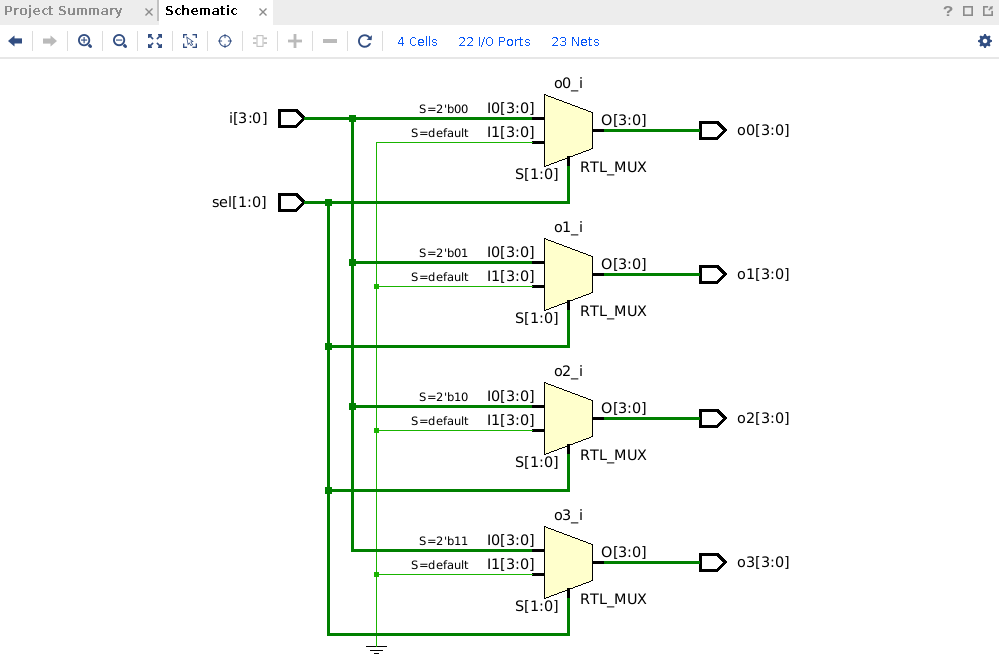 Project Summary × Schematic ×
4 Cells 22 I/O Ports 23 Nets
o0_i
i[3:0] S=2'b00 I0[3:0]
S=default I1[3:0] O[3:0] o0[3:0]
S[1:0] RTL_MUX
sel[1:0]
o1_i
S=2'b01 I0[3:0]
S=default I1[3:0] O[3:0] o1[3:0]
S[1:0] RTL_MUX
o2_i
S=2'b10 I0[3:0]
S=default I1[3:0] O[3:0] o2[3:0]
S[1:0] RTL_MUX
o3_i
S=2'b11 I0[3:0]
S=default I1[3:0] O[3:0] o3[3:0]
S[1:0] RTL_MUX